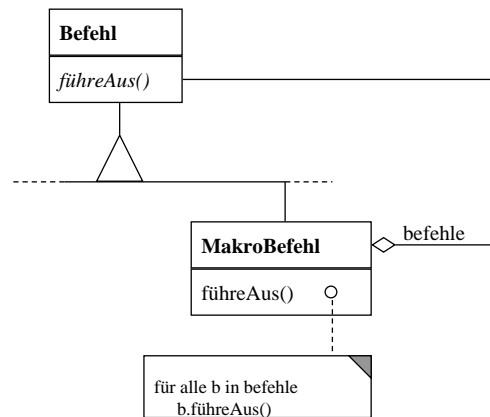 Befehl
führeAus()
befehle
MakroBefehl
führeAus()
für alle b in befehle
b.führeAus()